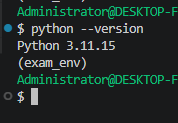 Administrator@DESKTOP-F
$ python --version
Python 3.11.15
(exam_env)
Administrator@DESKTOP-F
$